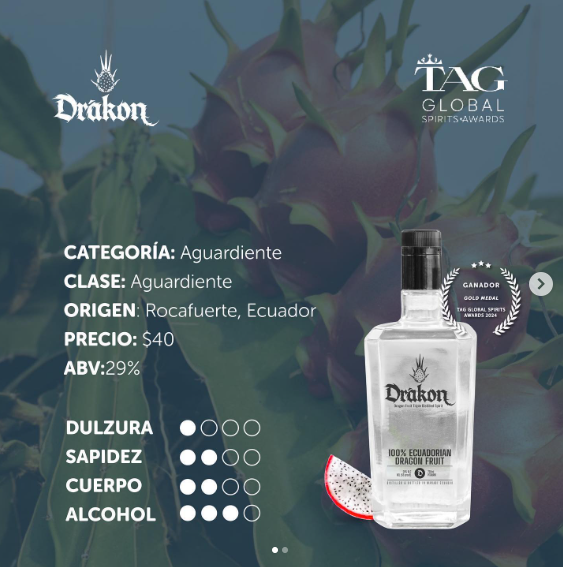 Drakon
TAG
GLOBAL
SPIRITS AWARDS
CATEGORÍA: Aguardiente
CLASE: Aguardiente
ORIGEN: Rocafuerte, Ecuador
PRECIO: $40
ABV:29%
GANADOR
GOLD MEDAL
TAG GLOBAL SPIRITS
AWARDS 2024
Drakon
100% ECUADORIAN
DRAGON FRUIT
DULZURA
SAPIDEZ
CUERPO
ALCOHOL